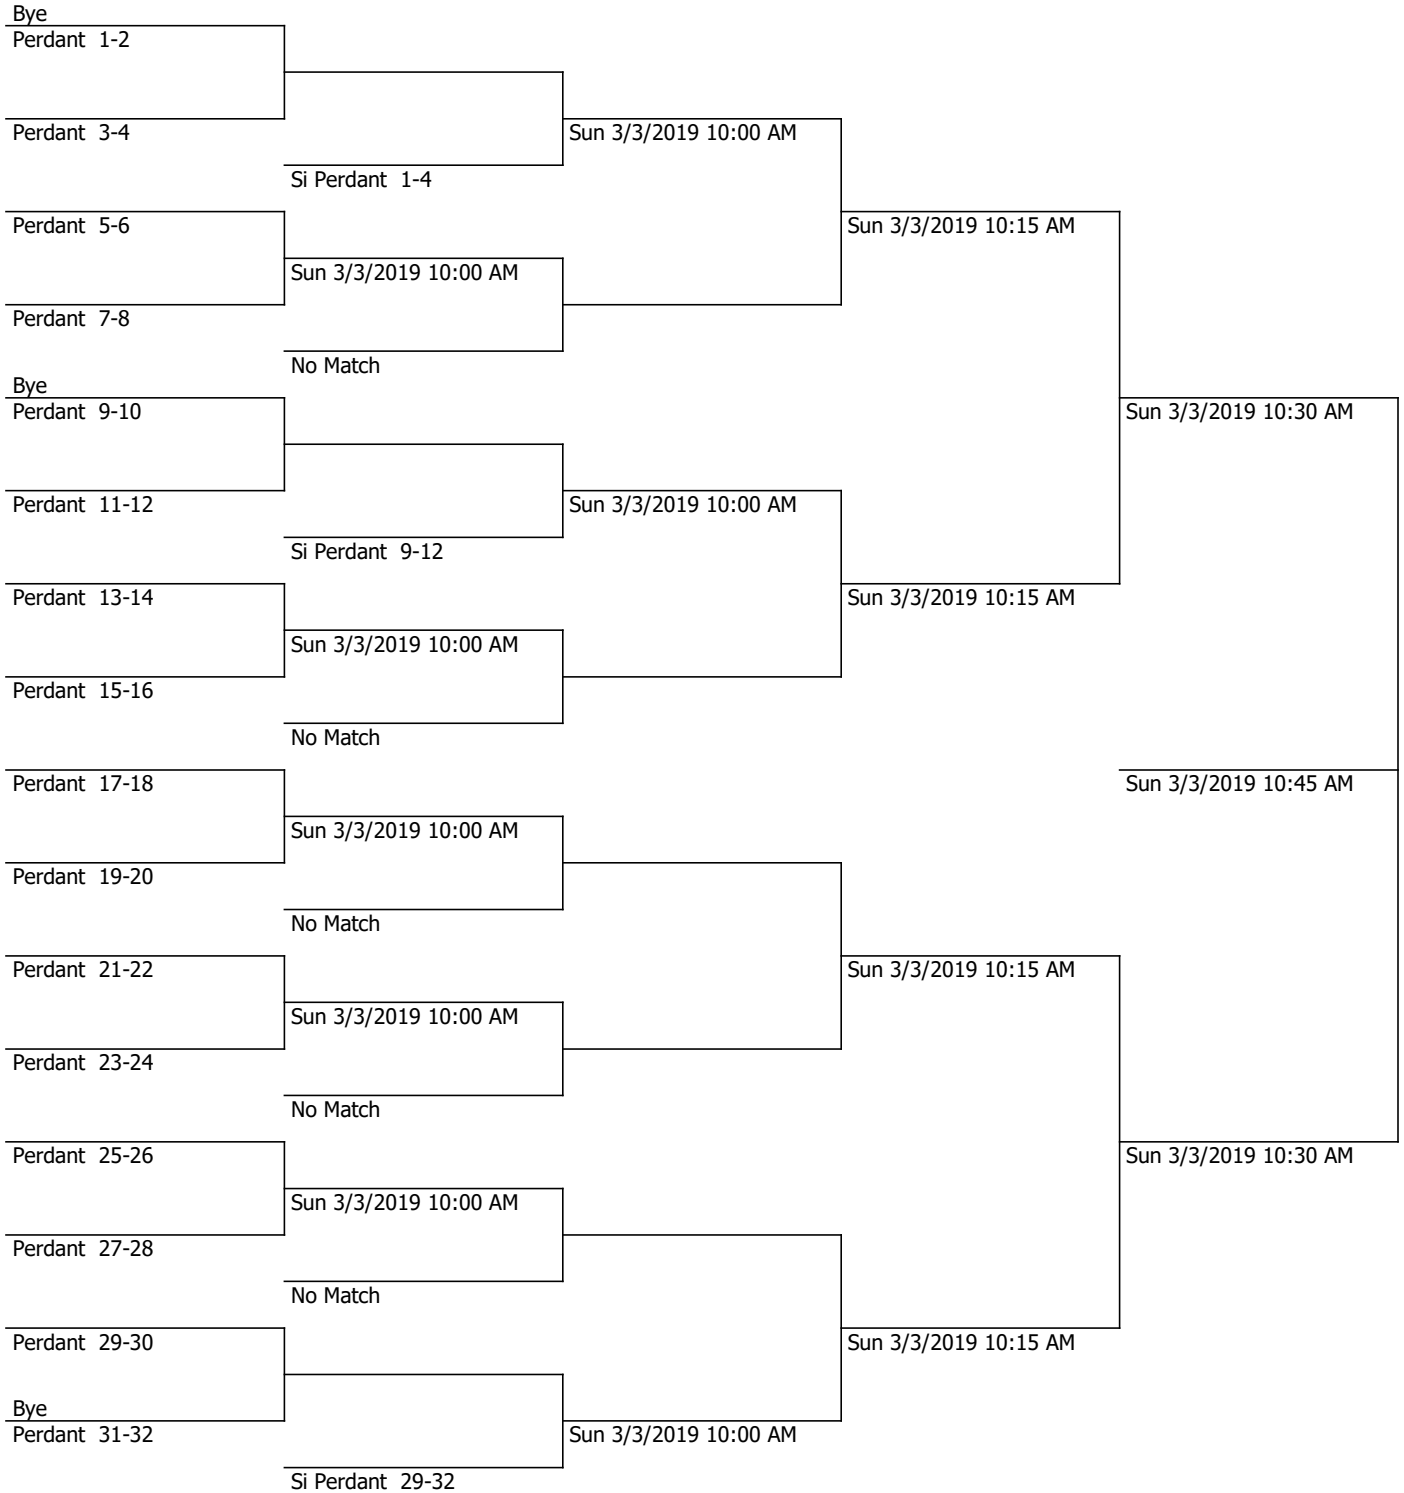 Bye
Perdant 1-2
Perdant 3-4
Sun 3/3/2019 10:00 AM
Si Perdant 1-4
Perdant 5-6
Sun 3/3/2019 10:15 AM
Sun 3/3/2019 10:00 AM
Perdant 7-8
No Match
Bye
Perdant 9-10
Sun 3/3/2019 10:30 AM
Perdant 11-12
Sun 3/3/2019 10:00 AM
Si Perdant 9-12
Perdant 13-14
Sun 3/3/2019 10:15 AM
Sun 3/3/2019 10:00 AM
Perdant 15-16
No Match
Perdant 17-18
Sun 3/3/2019 10:45 AM
Sun 3/3/2019 10:00 AM
Perdant 19-20
No Match
Perdant 21-22
Sun 3/3/2019 10:15 AM
Sun 3/3/2019 10:00 AM
Perdant 23-24
No Match
Perdant 25-26
Sun 3/3/2019 10:30 AM
Sun 3/3/2019 10:00 AM
Perdant 27-28
No Match
Perdant 29-30
Sun 3/3/2019 10:15 AM
Bye
Perdant 31-32
Sun 3/3/2019 10:00 AM
Si Perdant 29-32